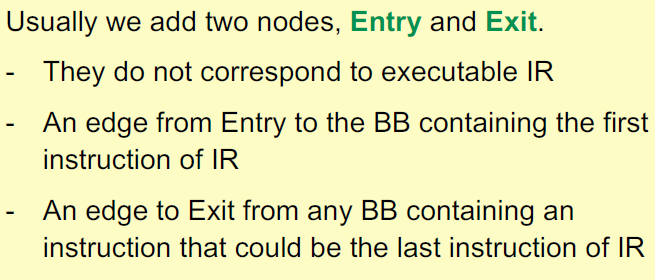 Usually we add two nodes, Entry and Exit.
- They do not correspond to executable IR
- An edge from Entry to the BB containing the first
instruction of IR
- An edge to Exit from any BB containing an
instruction that could be the last instruction of IR